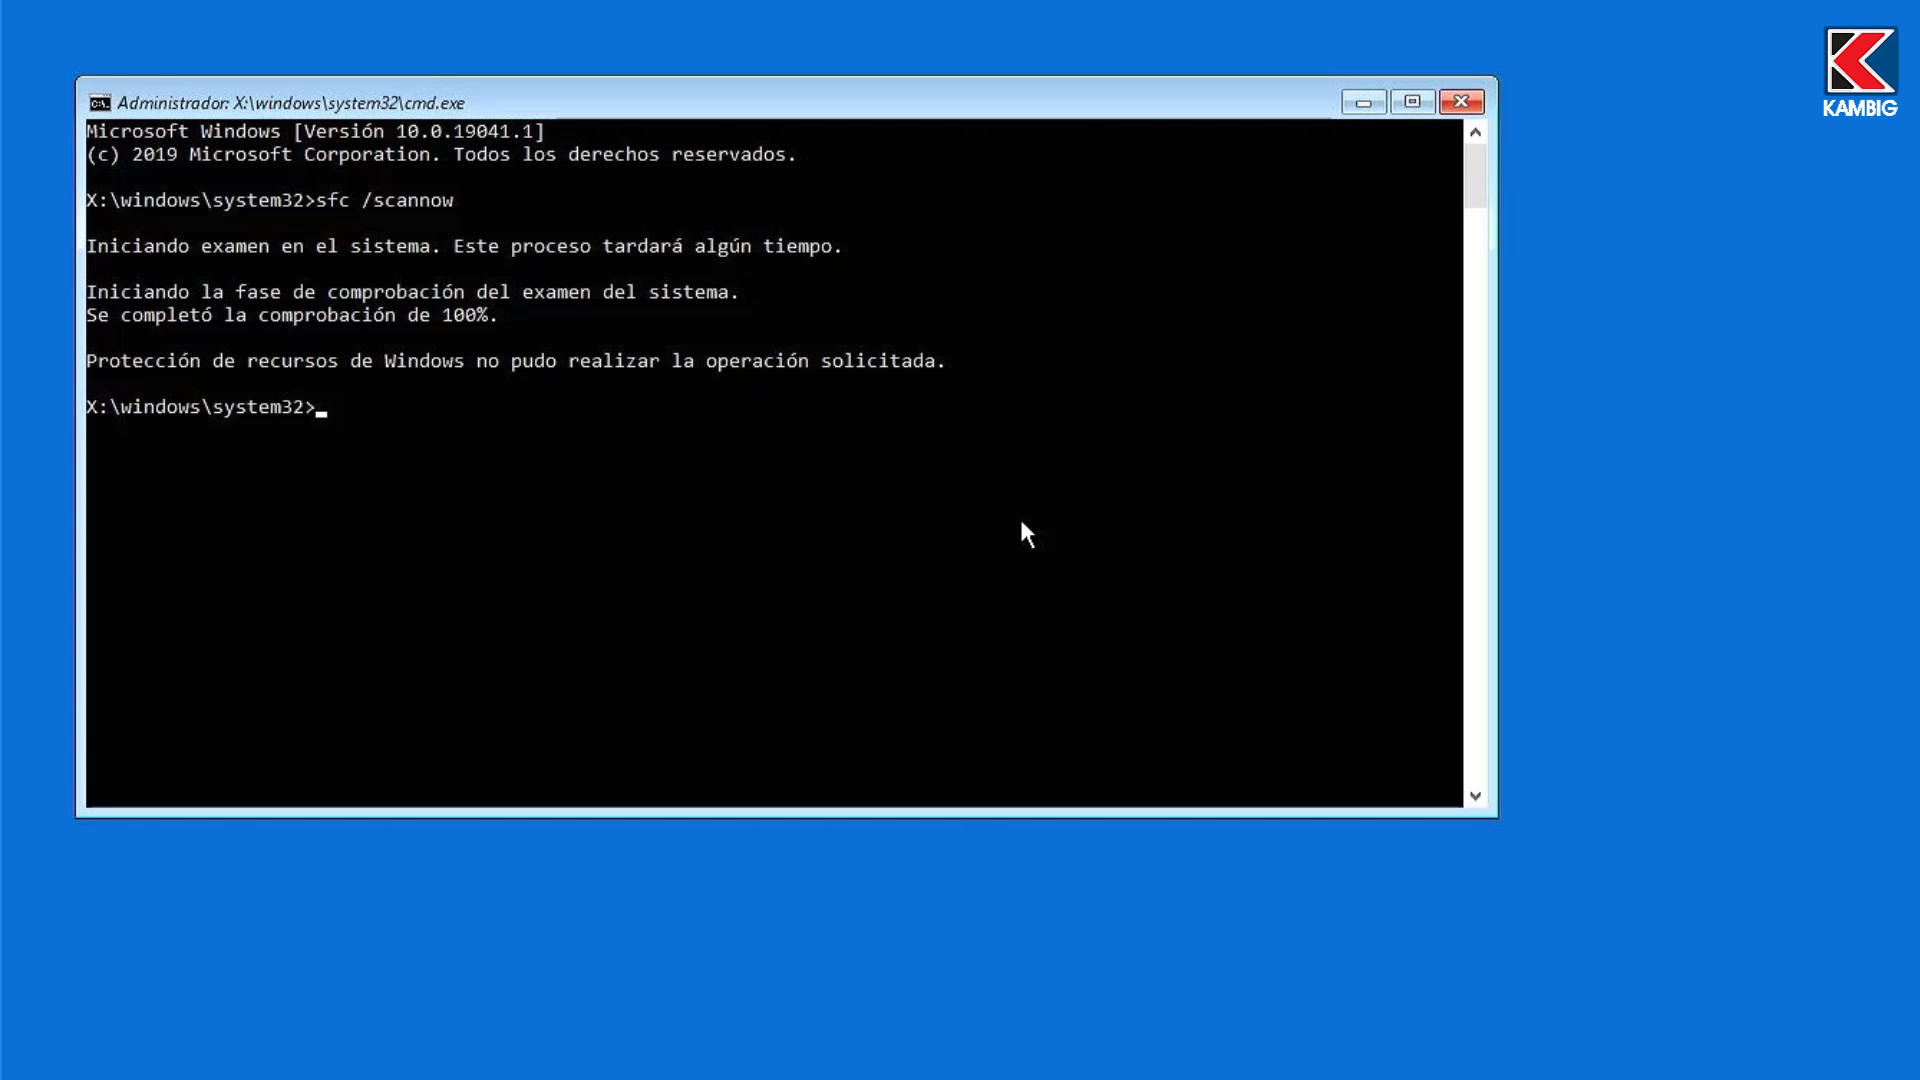 KAMBIG
Administrador: X:\windows\system32\cmd.exe
Microsoft Windows [Versión 10.0.19041.1]
(c) 2019 Microsoft Corporation. Todos los derechos reservados.
X:\windows\system32>sfc /scannow
Iniciando examen en el sistema. Este proceso tardará algún tiempo.
Iniciando la fase de comprobación del examen del sistema.
Se completó la comprobación de 100%.
Protección de recursos de Windows no pudo realizar la operación solicitada.
X:\windows\system32>